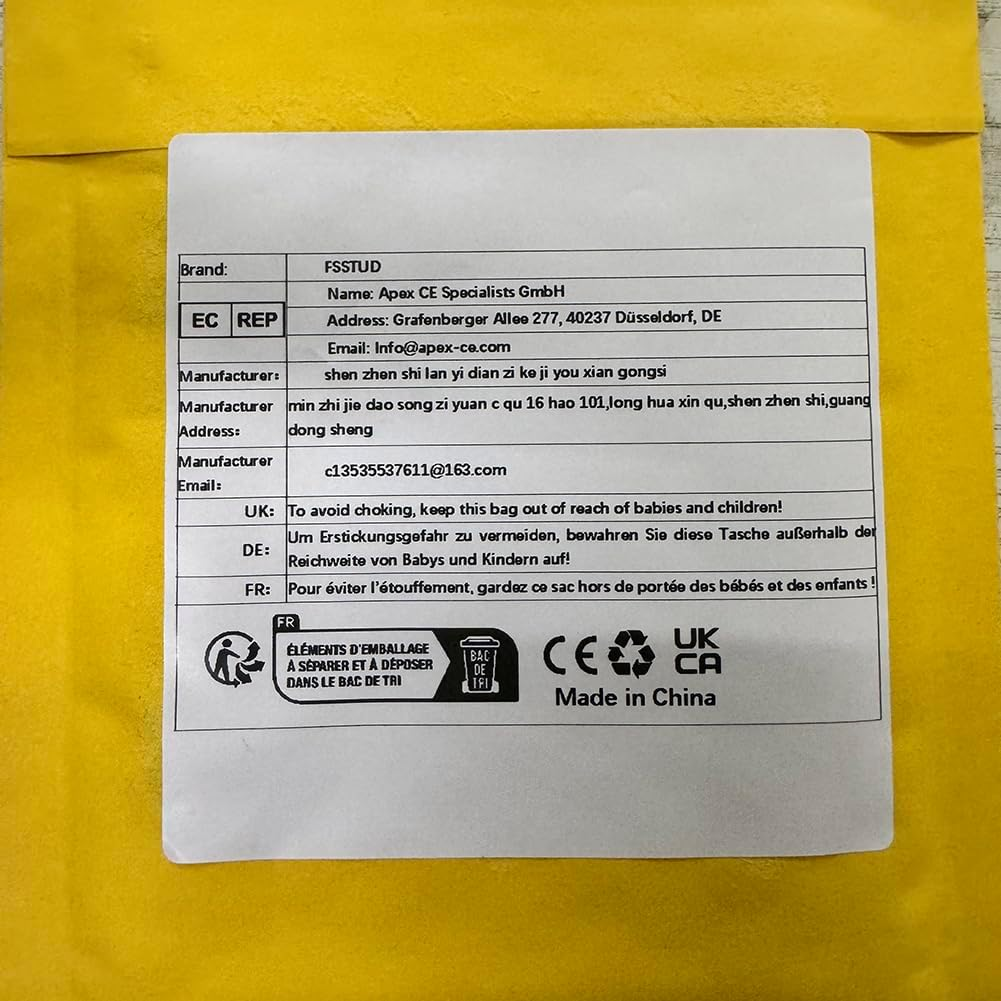 Brand: FSSTUD
Name: Apex CE Specialists GmbH
EC REP Address: Grafenberger Allee 277, 40237 Düsseldorf, DE
Email: Info@apex-ce.com
Manufacturer: shen zhen shi lan yi dian zi ke ji you xian gongsi
Manufacturer Address: min zhi jie dao song zi yuan c qu 16 hao 101,long hua xin qu,shen zhen shi,guang
dong sheng
Manufacturer Email: c13535537611@163.com
UK: To avoid choking, keep this bag out of reach of babies and children!
DE: Um Erstickungsgefahr zu vermeiden, bewahren Sie diese Tasche außerhalb der
Reichweite von Babys und Kindern auf!
FR: Pour éviter l'étouffement, gardez ce sac hors de portée des bébés et des enfants !
FR
ÉLÉMENTS D'EMBALLAGE
À SÉPARER ET À DÉPOSER
DANS LE BAC DE TRI
BAC
DE
TRI
CE
UK
CA
Made in China